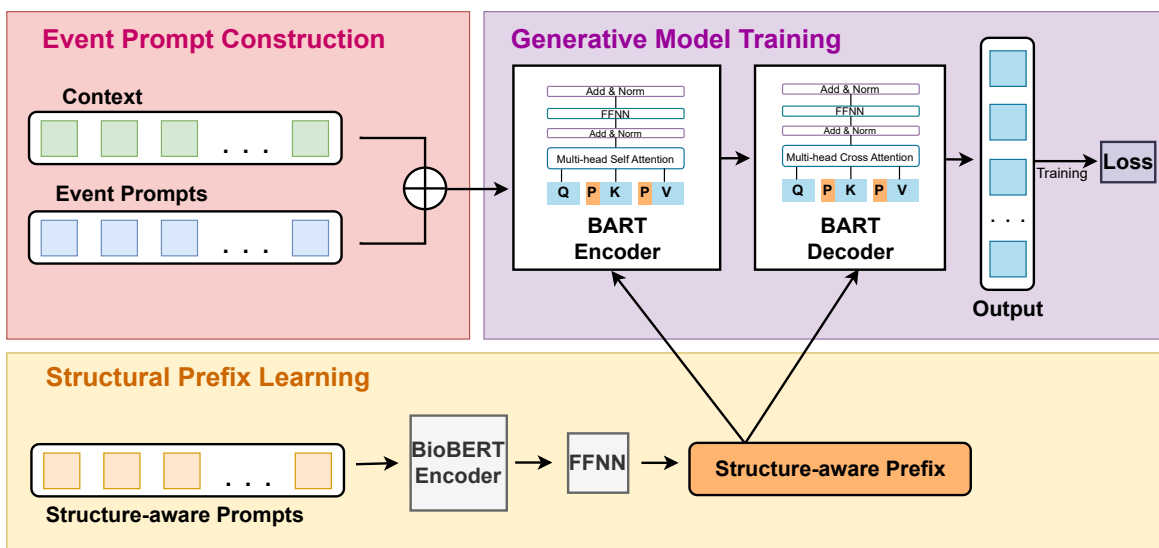 Event Prompt Construction
Context
. . .
Event Prompts
. . .
Generative Model Training
Add & Norm
FFNN
Add & Norm
Multi-head Self Attention
Q P K P V
BART
Encoder
Add & Norm
FFNN
Add & Norm
Multi-head Cross Attention
Q P K P V
BART
Decoder
. . .
Output
Training
Loss
Structural Prefix Learning
. . .
Structure-aware Prompts
BioBERT
Encoder
FFNN
Structure-aware Prefix